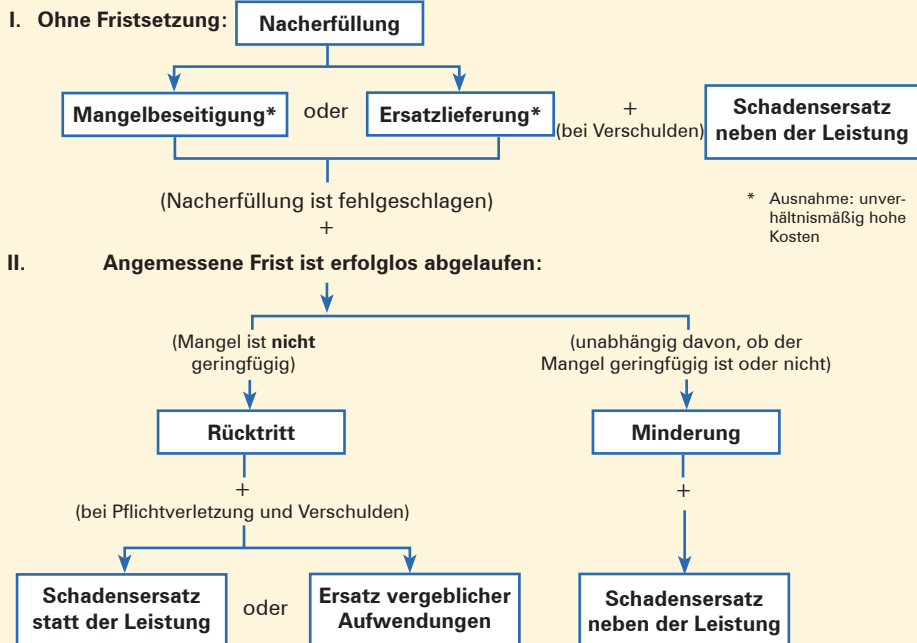 I. Ohne Fristsetzung:
Nacherfüllung
Mangelbeseitigung*
oder
Ersatzlieferung*
+
(bei Verschulden)
Schadensersatz
neben der Leistung
(Nacherfüllung ist fehlgeschlagen)
+
* Ausnahme: unver-
hältnismäßig hohe
Kosten
II. Angemessene Frist ist erfolglos abgelaufen:
(Mangel ist nicht
geringfügig)
(unabhängig davon, ob der
Mangel geringfügig ist oder nicht)
Rücktritt
Minderung
+
(bei Pflichtverletzung und Verschulden)
+
Schadensersatz
statt der Leistung
oder
Ersatz vergeblicher
Aufwendungen
Schadensersatz
neben der Leistung